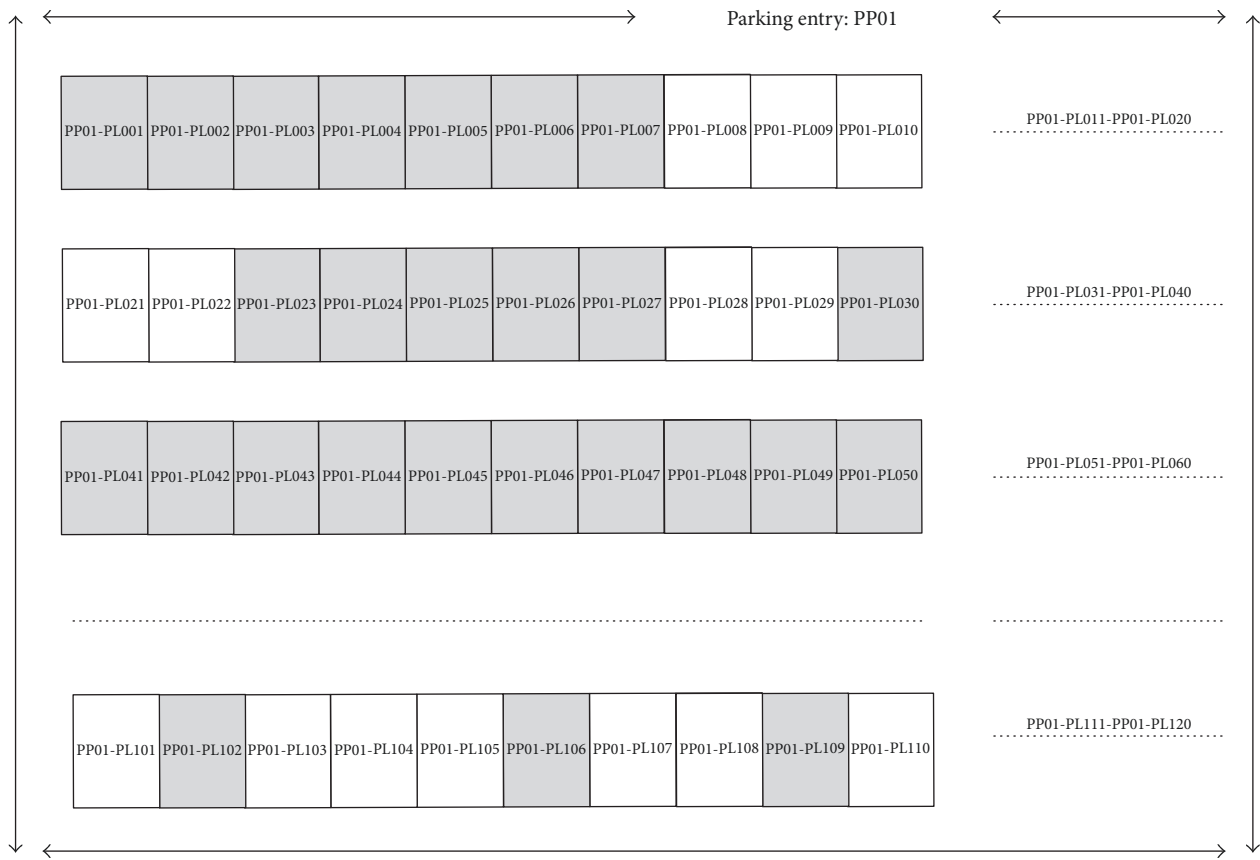 Parking entry: PP01
PP01-PL001 PP01-PL002 PP01-PL003 PP01-PL004 PP01-PL005 PP01-PL006 PP01-PL007 PP01-PL008 PP01-PL009 PP01-PL010 PP01-PL011-PP01-PL020
PP01-PL021 PP01-PL022 PP01-PL023 PP01-PL024 PP01-PL025 PP01-PL026 PP01-PL027 PP01-PL028 PP01-PL029 PP01-PL030 PP01-PL031-PP01-PL040
PP01-PL041 PP01-PL042 PP01-PL043 PP01-PL044 PP01-PL045 PP01-PL046 PP01-PL047 PP01-PL048 PP01-PL049 PP01-PL050 PP01-PL051-PP01-PL060
PP01-PL101 PP01-PL102 PP01-PL103 PP01-PL104 PP01-PL105 PP01-PL106 PP01-PL107 PP01-PL108 PP01-PL109 PP01-PL110 PP01-PL111-PP01-PL120